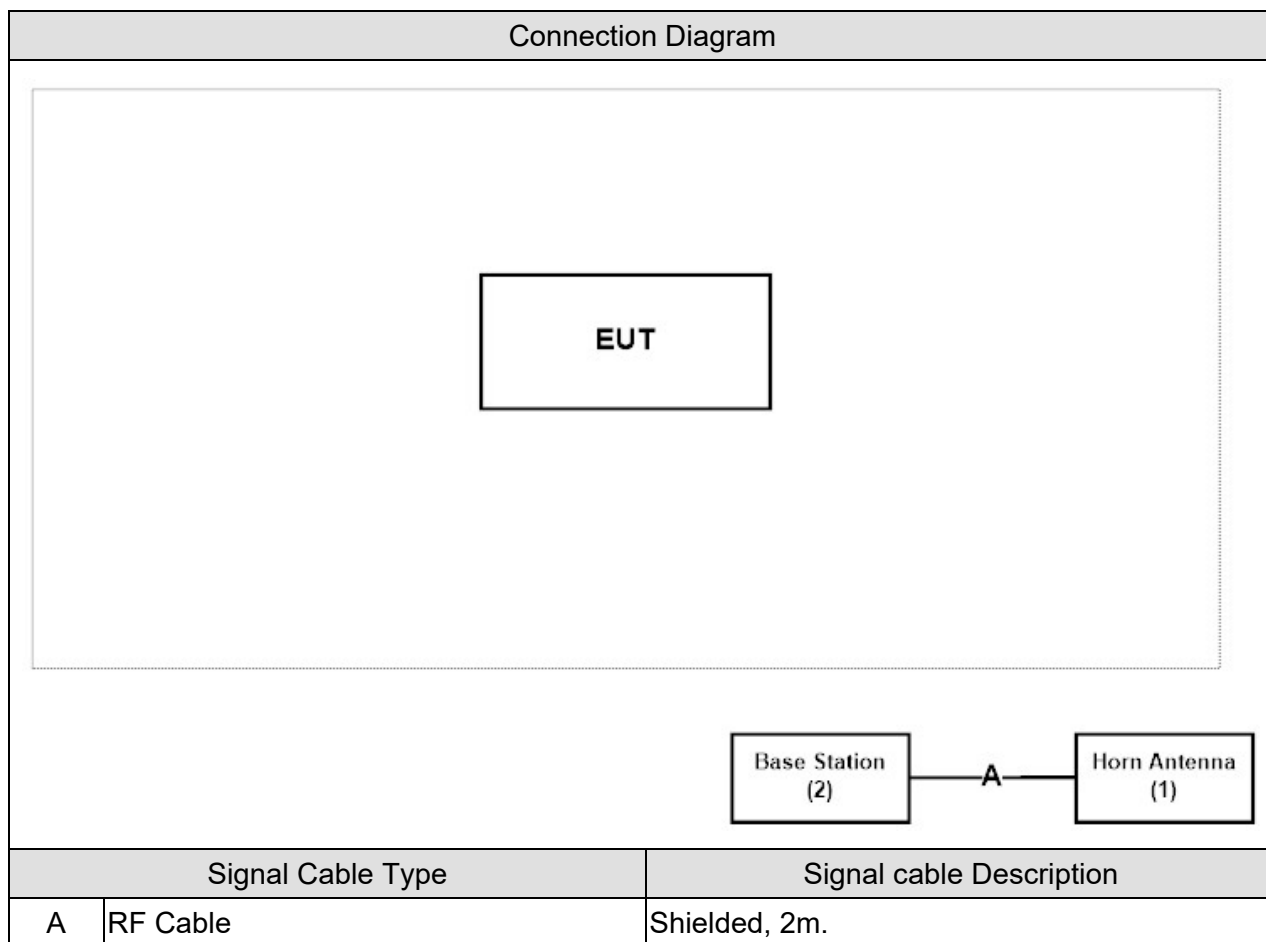 Connection Diagram
EUT
Base Station
(2)
A
Horn Antenna
(1)
Signal Cable Type Signal cable Description
A RF Cable Shielded, 2m.